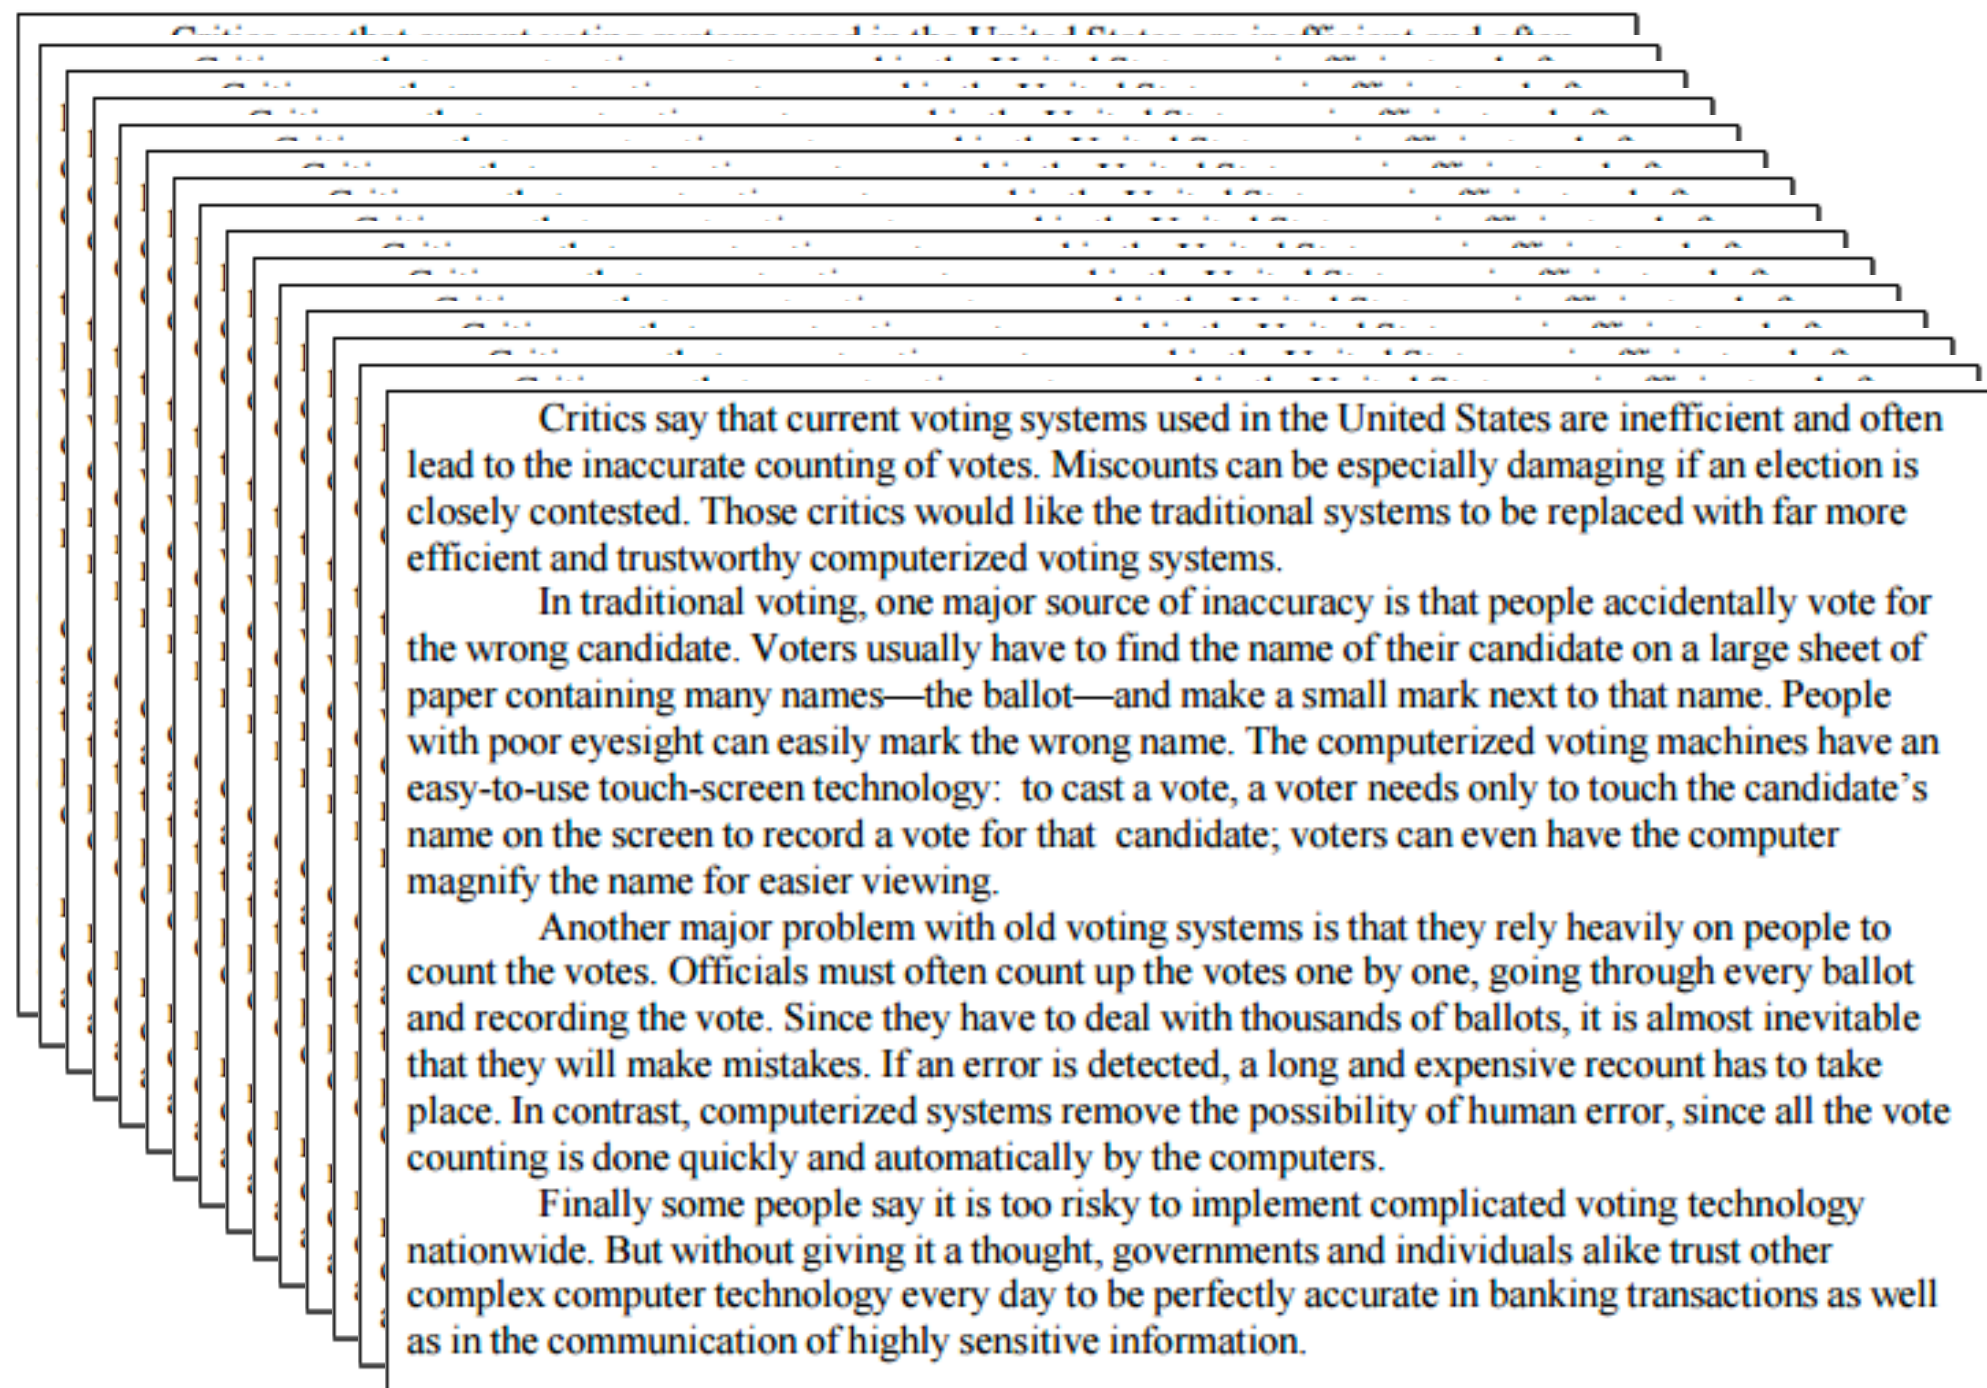 Critics say that current voting systems used in the United States are inefficient and often
lead to the inaccurate counting of votes. Miscounts can be especially damaging if an election is
closely contested. Those critics would like the traditional systems to be replaced with far more
efficient and trustworthy computerized voting systems.
In traditional voting, one major source of inaccuracy is that people accidentally vote for
the wrong candidate. Voters usually have to find the name of their candidate on a large sheet of
paper containing many names—the ballot—and make a small mark next to that name. People
with poor eyesight can easily mark the wrong name. The computerized voting machines have an
easy-to-use touch-screen technology:  to cast a vote, a voter needs only to touch the candidate’s
name on the screen to record a vote for that  candidate; voters can even have the computer
magnify the name for easier viewing.
Another major problem with old voting systems is that they rely heavily on people to
count the votes. Officials must often count up the votes one by one, going through every ballot
and recording the vote. Since they have to deal with thousands of ballots, it is almost inevitable
that they will make mistakes. If an error is detected, a long and expensive recount has to take
place. In contrast, computerized systems remove the possibility of human error, since all the vote
counting is done quickly and automatically by the computers.
Finally some people say it is too risky to implement complicated voting technology
nationwide. But without giving it a thought, governments and individuals alike trust other
complex computer technology every day to be perfectly accurate in banking transactions as well
as in the communication of highly sensitive information.